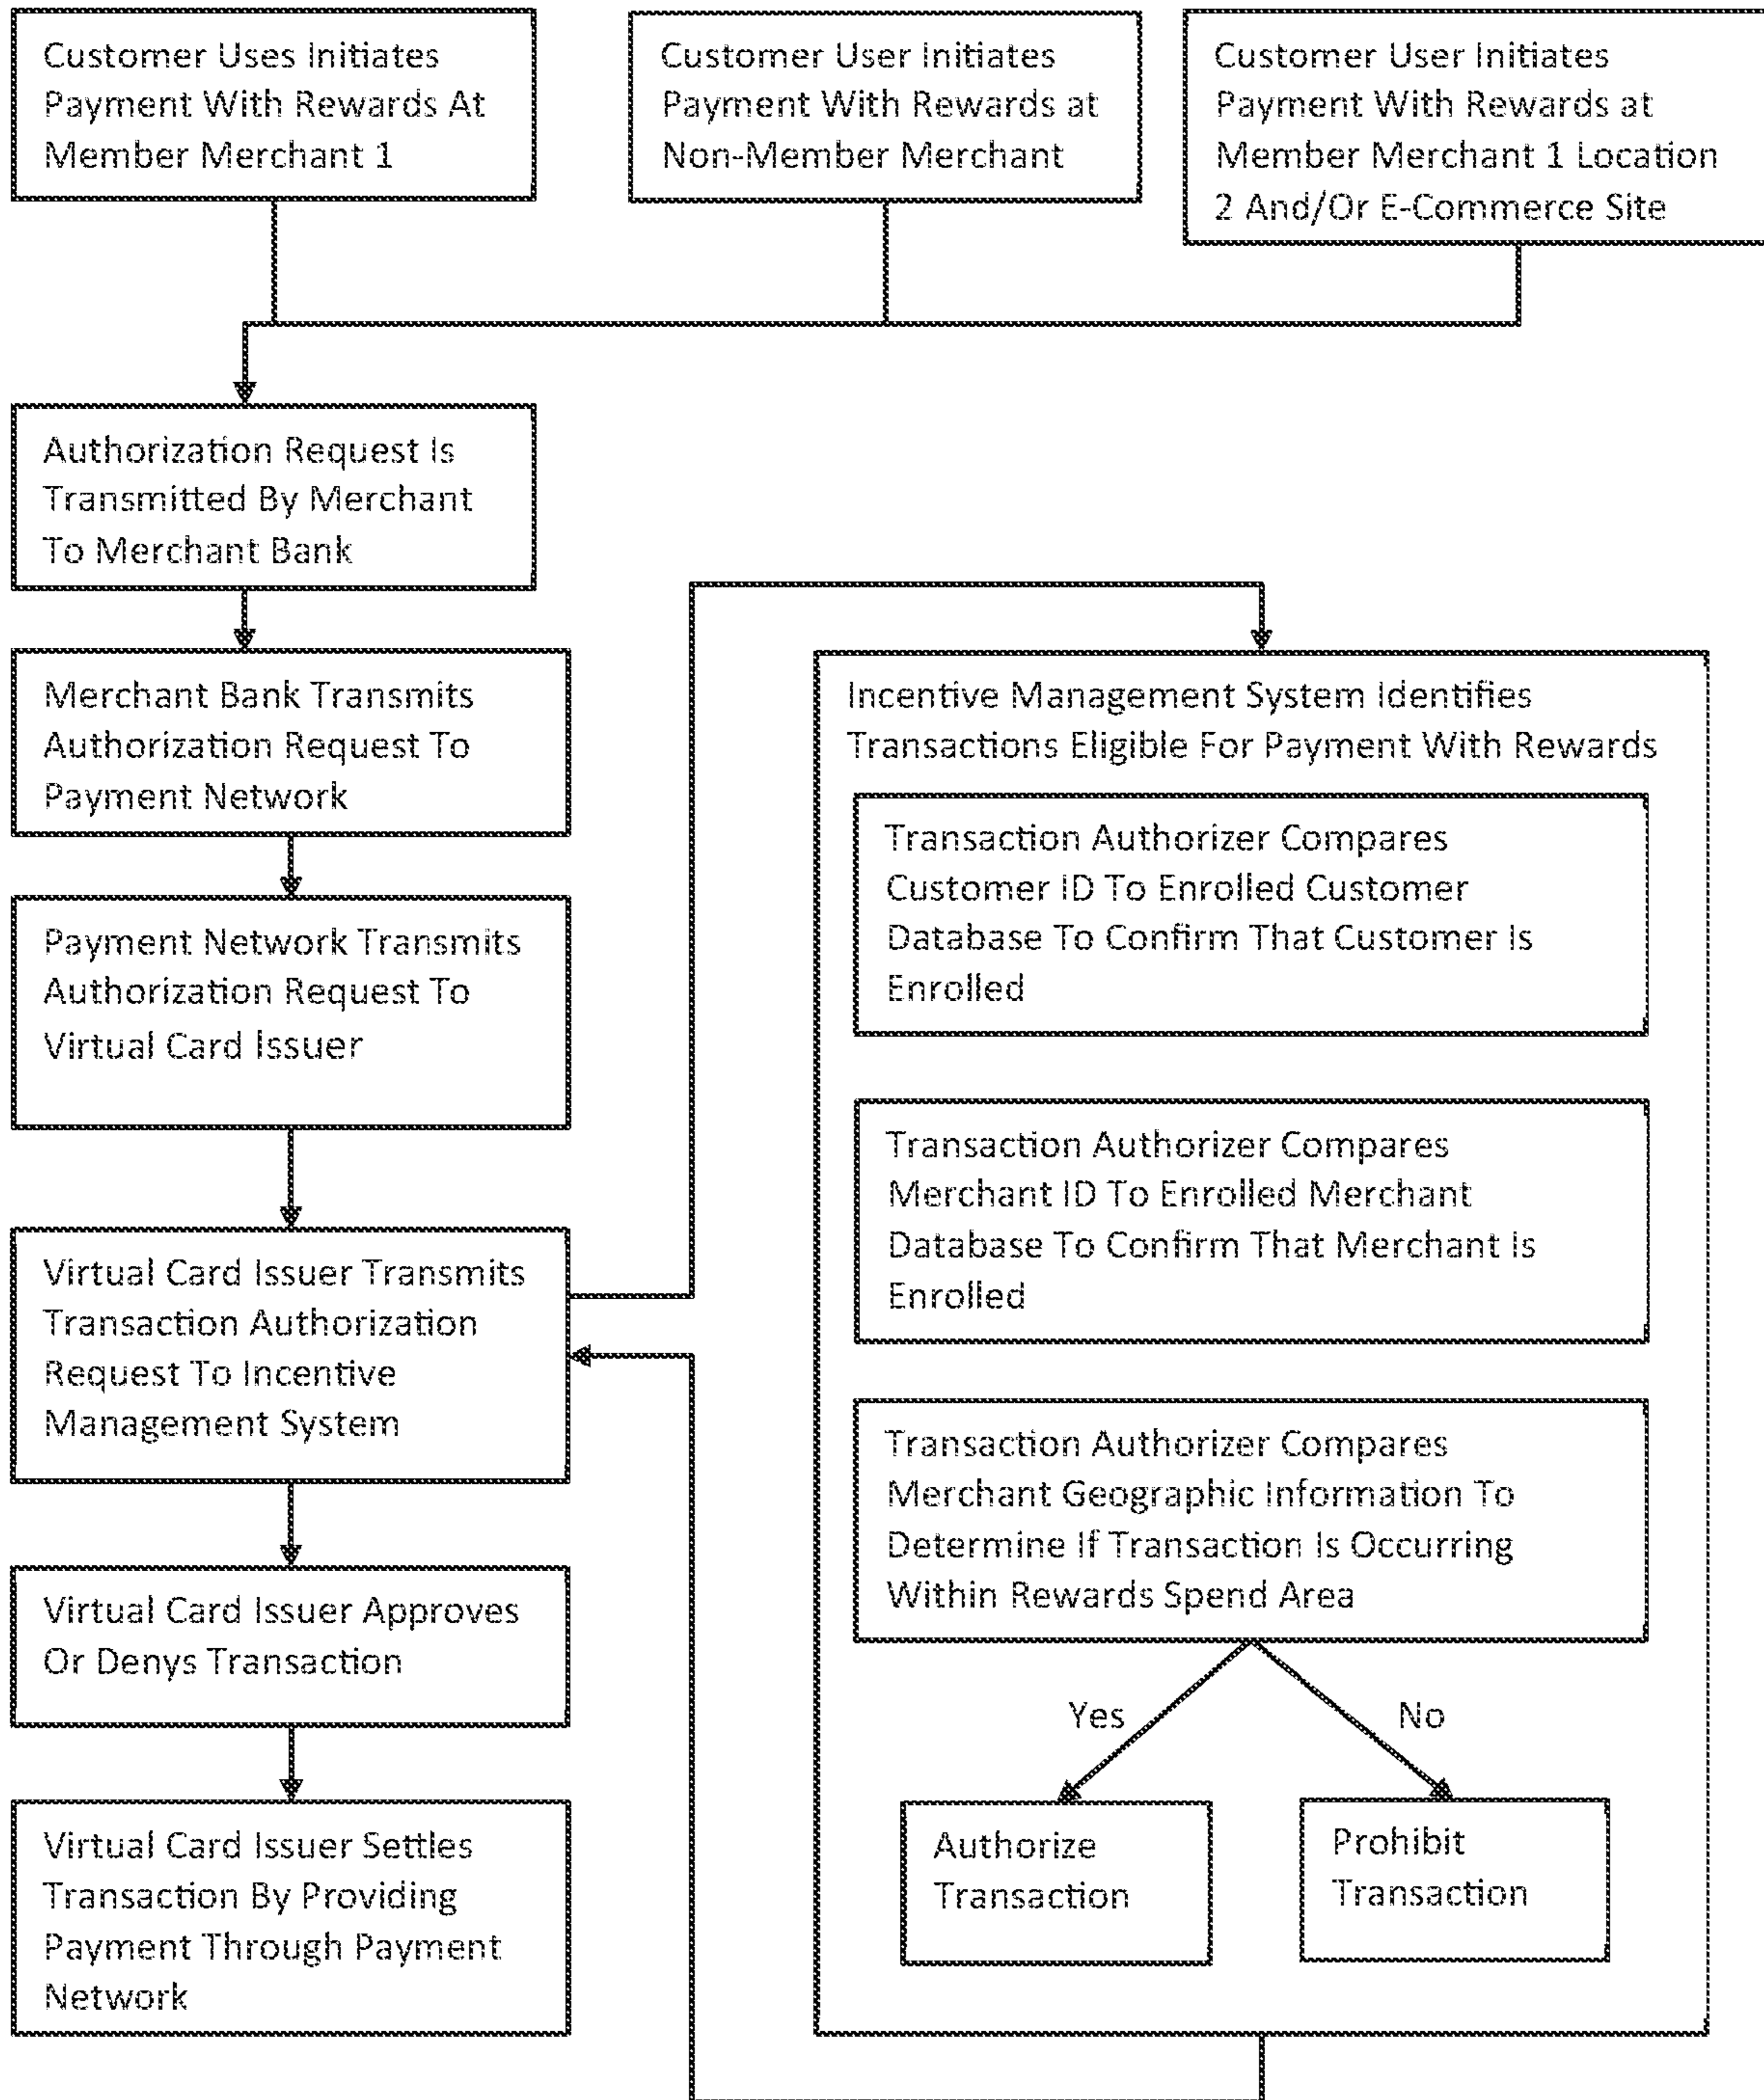 Customer Uses Initiates
Payment With Rewards At
Member Merchant 1
Customer User Initiates
Payment With Rewards at
Non-Member Merchant
Customer User Initiates
Payment With Rewards at
Member Merchant 1 Location
2 And/Or E-Commerce Site
Authorization Request Is
Transmitted By Merchant
To Merchant Bank
Merchant Bank Transmits
Authorization Request To
Payment Network
Payment Network Transmits
Authorization Request To
Virtual Card Issuer
Virtual Card Issuer Transmits
Transaction Authorization
Request To Incentive
Management System
Virtual Card Issuer Approves
Or Denys Transaction
Virtual Card Issuer Settles
Transaction By Providing
Payment Through Payment
Network
Incentive Management System Identifies
Transactions Eligible For Payment With Rewards
Transaction Authorizer Compares
Customer ID To Enrolled Customer
Database To Confirm That Customer Is
Enrolled
Transaction Authorizer Compares
Merchant ID To Enrolled Merchant
Database To Confirm That Merchant Is
Enrolled
Transaction Authorizer Compares
Merchant Geographic Information To
Determine If Transaction Is Occurring
Within Rewards Spend Area
Yes
No
Authorize
Transaction
Prohibit
Transaction